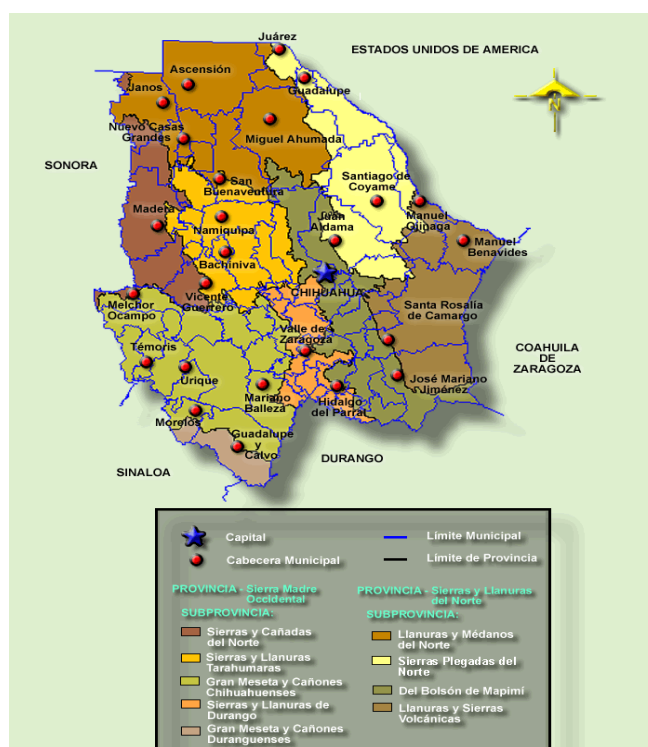 Juárez
ESTADOS UNIDOS DE AMERICA
Ascensión
Janos
Guadalupe
N
Nuevo Casas
Grandes
Miguel Ahumada
SONORA
San
Buenaventura
Santiago de
Coyame
Madera
Namiquipa
Juan
Aldama
Manuel
Ojinaga
Manuel
Benavides
Bachiniva
CHIHUAHUA
Vicente
Guerrero
Melchor
Ocampo
Santa Rosalía
de Camargo
Valle de
Zaragoza
Témoris
COAHUILA
DE
ZARAGOZA
Urique
Mariano
Balleza
José Mariano
Jiménez
Hidalgo
del Parral
Morelos
Guadalupe
y
Calvo
SINALOA
DURANGO
Capital
Límite Municipal
Cabecera Municipal
Límite de Provincia
PROVINCIA - Sierra Madre
Occidental
SUBPROVINCIA:
Sierras y Cañadas
del Norte
Sierras y Llanuras
Tarahumaras
Gran Meseta y Cañones
Chihuahuenses
Sierras y Llanuras de
Durango
Gran Meseta y Cañones
Duranguenses
PROVINCIA - Sierras y Llanuras
del Norte
SUBPROVINCIA:
Llanuras y Médanos
del Norte
Sierras Plegadas del
Norte
Del Bolsón de Mapimí
Llanuras y Sierras
Volcánicas